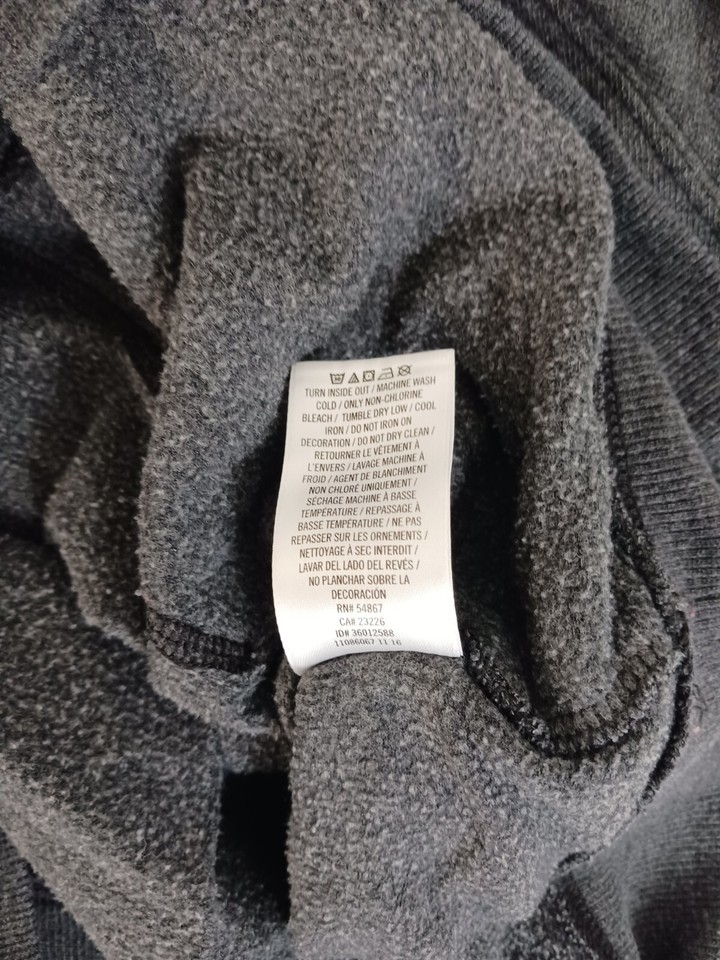 TURN INSIDE OUT / MACHINE WASH
COLD / ONLY NON-CHLORINE
BLEACH / TUMBLE DRY LOW / COOL
IRON / DO NOT IRON ON
DECORATION / DO NOT DRY CLEAN /
RETOURNER LE VÊTEMENT À
L'ENVERS / LAVAGE MACHINE À
FROID / AGENT DE BLANCHIMENT
NON CHLORÉ UNIQUEMENT /
SÉCHAGE MACHINE À BASSE
TEMPÉRATURE / REPASSAGE À
BASSE TEMPÉRATURE / NE PAS
REPASSER SUR LES ORNEMENTS /
NETTOYAGE À SEC INTERDIT /
LAVAR DEL LADO DEL REVÉS /
NO PLANCHAR SOBRE LA
DECORACIÓN
RN# 54867
CA# 23226
ID# 36012588
11086067 11 16